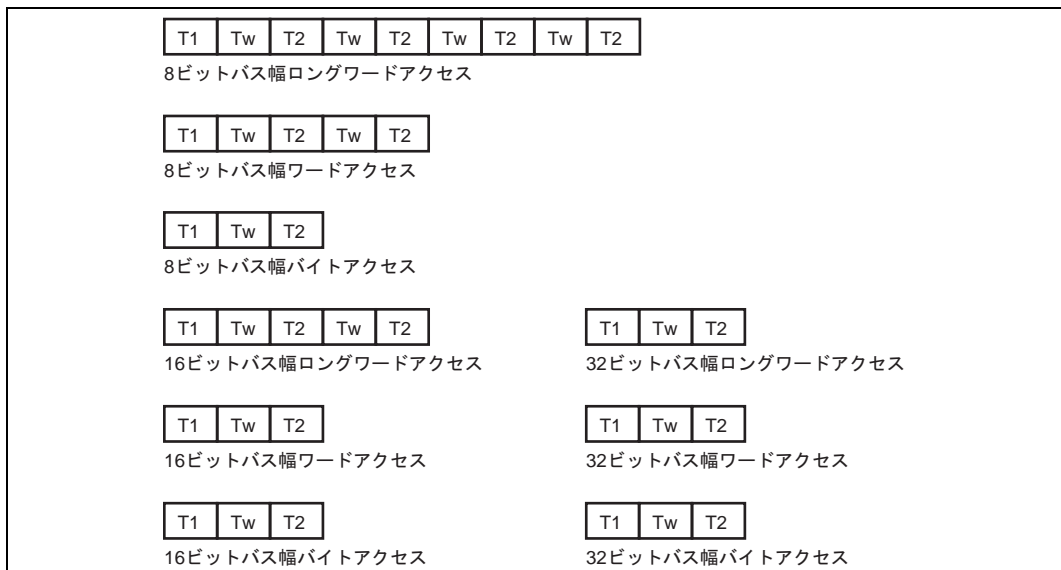 T1 Tw T2 Tw T2 Tw T2 Tw T2
8ビットバス幅ロングワードアクセス
T1 Tw T2 Tw T2
8ビットバス幅ワードアクセス
T1 Tw T2
8ビットバス幅バイトアクセス
T1 Tw T2 Tw T2
16ビットバス幅ロングワードアクセス
T1 Tw T2
32ビットバス幅ロングワードアクセス
T1 Tw T2
16ビットバス幅ワードアクセス
T1 Tw T2
32ビットバス幅ワードアクセス
T1 Tw T2
16ビットバス幅バイトアクセス
T1 Tw T2
32ビットバス幅バイトアクセス